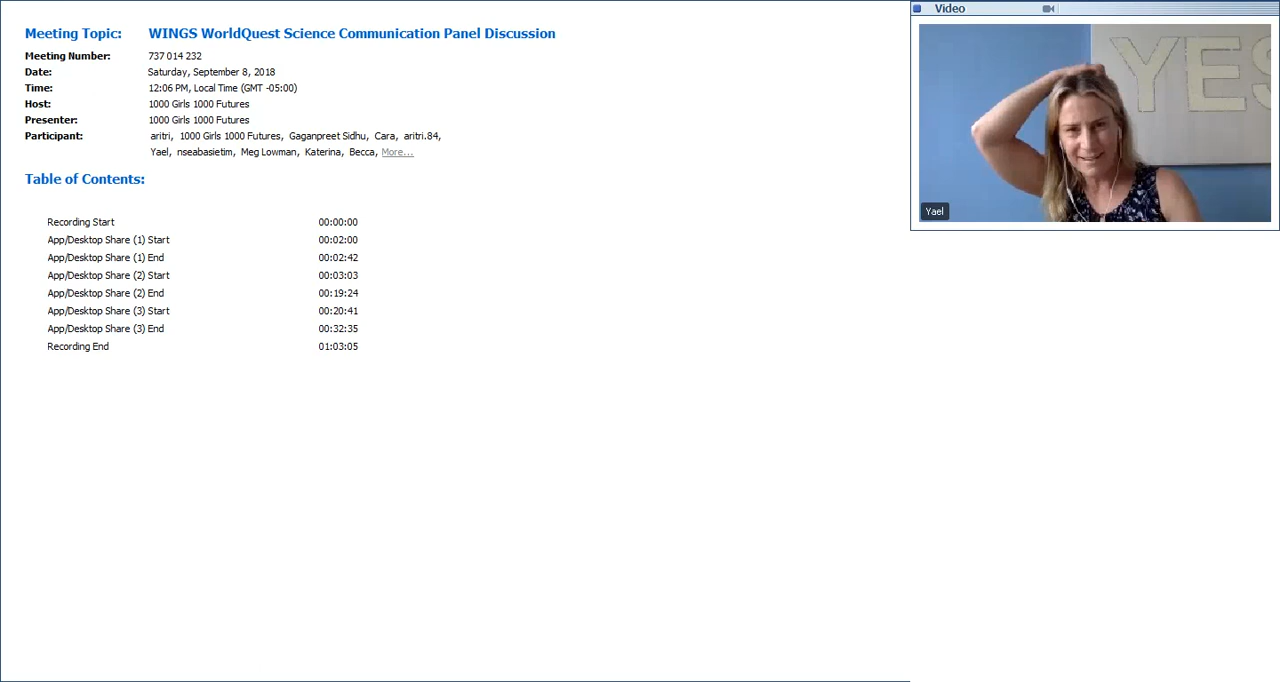 Meeting Topic: WINGS WorldQuest Science Communication Panel Discussion
Meeting Number: 737 014 232
Date: Saturday, September 8, 2018
Time: 12:06 PM, Local Time (GMT -05:00)
Host: 1000 Girls 1000 Futures
Presenter: 1000 Girls 1000 Futures
Participant: aritri, 1000 Girls 1000 Futures, Gaganpreet Sidhu, Cara, aritri.84,
Yael, nseabasietim, Meg Lowman, Katerina, Becca, More...
Table of Contents:
Recording Start 00:00:00
App/Desktop Share (1) Start 00:02:00
App/Desktop Share (1) End 00:02:42
App/Desktop Share (2) Start 00:03:03
App/Desktop Share (2) End 00:19:24
App/Desktop Share (3) Start 00:20:41
App/Desktop Share (3) End 00:32:35
Recording End 01:03:05
Video
YES
Yael